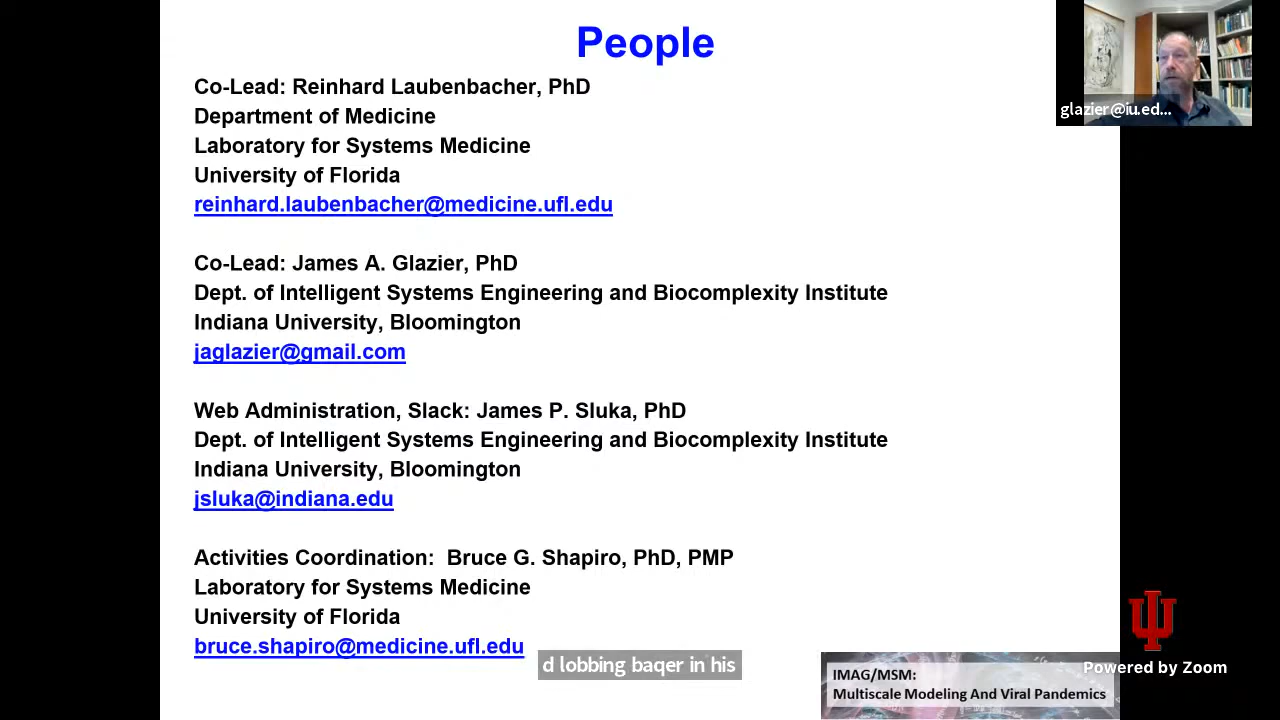 People
Co-Lead: Reinhard Laubenbacher, PhD
Department of Medicine
Laboratory for Systems Medicine
University of Florida
reinhard.laubenbacher@medicine.ufl.edu
Co-Lead: James A. Glazier, PhD
Dept. of Intelligent Systems Engineering and Biocomplexity Institute
Indiana University, Bloomington
jaglazier@gmail.com
Web Administration, Slack: James P. Sluka, PhD
Dept. of Intelligent Systems Engineering and Biocomplexity Institute
Indiana University, Bloomington
jsluka@indiana.edu
Activities Coordination: Bruce G. Shapiro, PhD, PMP
Laboratory for Systems Medicine
University of Florida
bruce.shapiro@medicine.ufl.edu
d lobbing baqer in his
IMAG/MSM:
Multiscale Modeling And Viral Pandemics
glazier@iu.ed...
Powered by Zoom